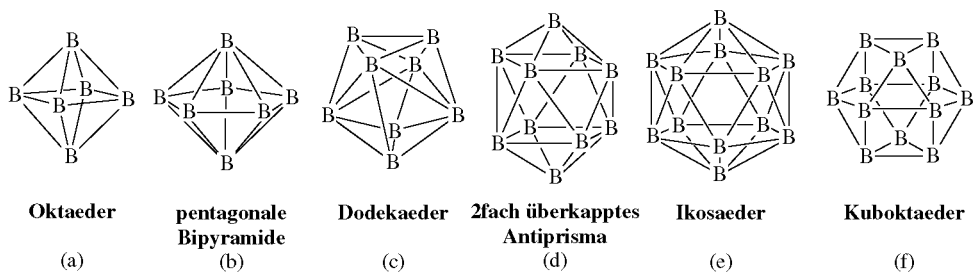 B
B B B B
B
B
B B B B
B B
B
B B
B B
B B B
B B
B
B B
B B
B B
B B
B
B
B B B
B B
B B
B B B
B
B B
B
B B
B B B B
B
B B
Oktaeder
pentagonale
Bipyramide
Dodekaeder
2fach überkapptes
Antiprisma
Ikosaeder
Kuboktaeder
(a) (b) (c) (d) (e) (f)